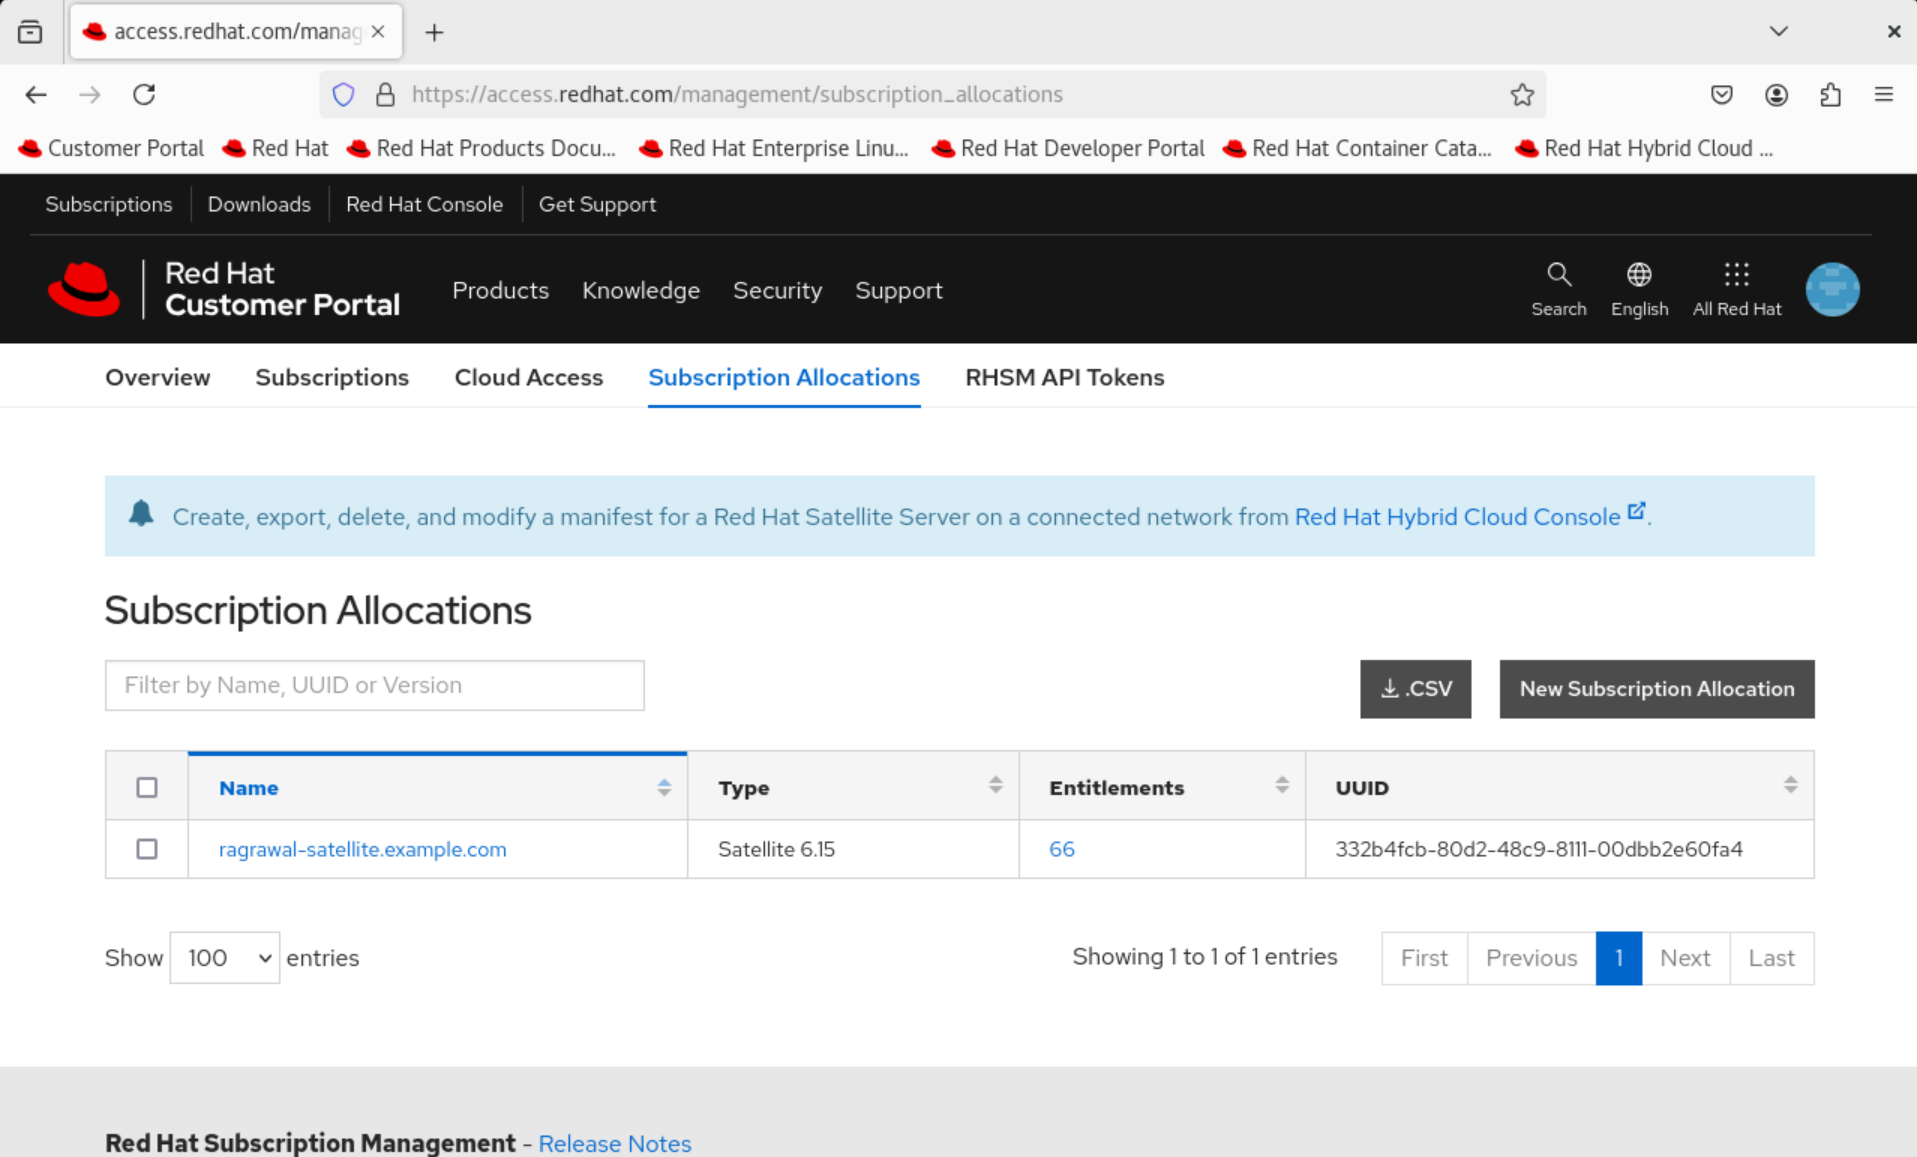 access.redhat.com/manag
https://access.redhat.com/management/subscription_allocations
Customer Portal Red Hat Red Hat Products Docu... Red Hat Enterprise Linu... Red Hat Developer Portal Red Hat Container Cata... Red Hat Hybrid Cloud ...
Subscriptions Downloads Red Hat Console Get Support
Red Hat
Customer Portal
Products Knowledge Security Support
Search English All Red Hat
Overview Subscriptions Cloud Access Subscription Allocations RHSM API Tokens
Create, export, delete, and modify a manifest for a Red Hat Satellite Server on a connected network from Red Hat Hybrid Cloud Console.
Subscription Allocations
Filter by Name, UUID or Version
.CSV New Subscription Allocation
Name Type Entitlements UUID
ragrawal-satellite.example.com Satellite 6.15 66 332b4fcb-80d2-48c9-8111-00dbb2e60fa4
Show 100 entries Showing 1 to 1 of 1 entries First Previous 1 Next Last
Red Hat Subscription Management - Release Notes